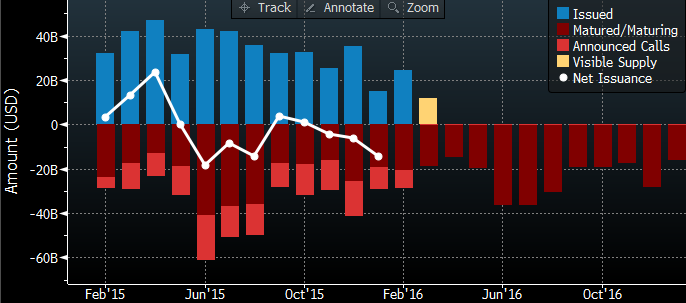 Track Annotate Zoom
Issued
Matured/Maturing
Announced Calls
Visible Supply
Net Issuance
Amount (USD)
40B
20B
0
-20B
-40B
-60B
Feb'15 Jun'15 Oct'15 Feb'16 Jun'16 Oct'16